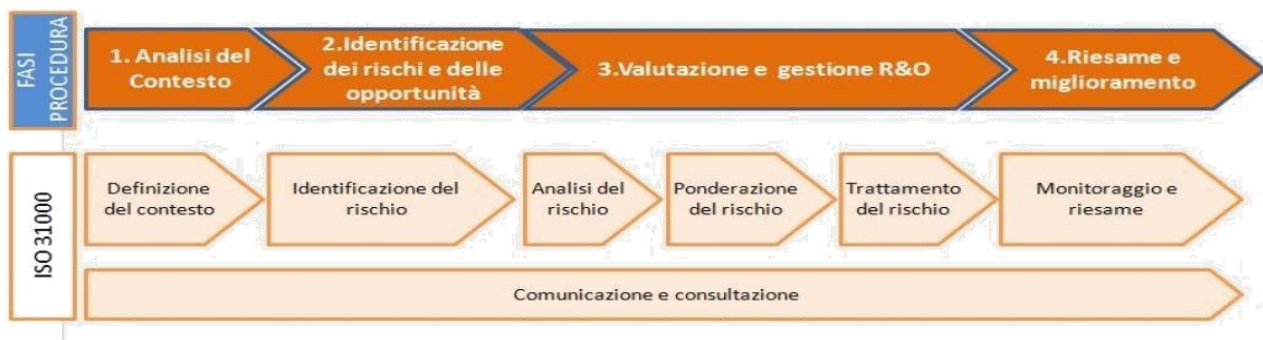 FASI
PROCEDURA
1. Analisi del
Contesto
2.Identificazione
dei rischi e delle
opportunità
3.Valutazione e gestione R&O
4.Riesame e
miglioramento
ISO 31000
Definizione
del contesto
Identificazione del
rischio
Analisi del
rischio
Ponderazione
del rischio
Trattamento
del rischio
Monitoraggio e
riesame
Comunicazione e consultazione